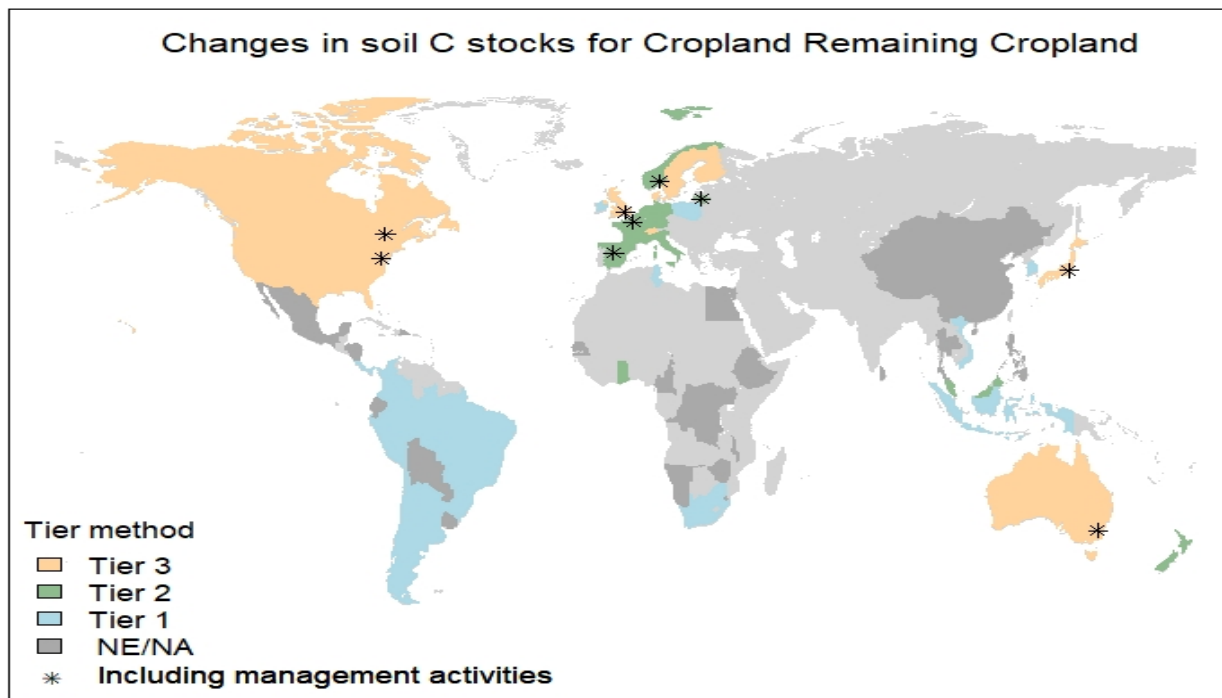 Changes in soil C stocks for Cropland Remaining Cropland
Tier method
Tier 3
Tier 2
Tier 1
NE/NA
Including management activities